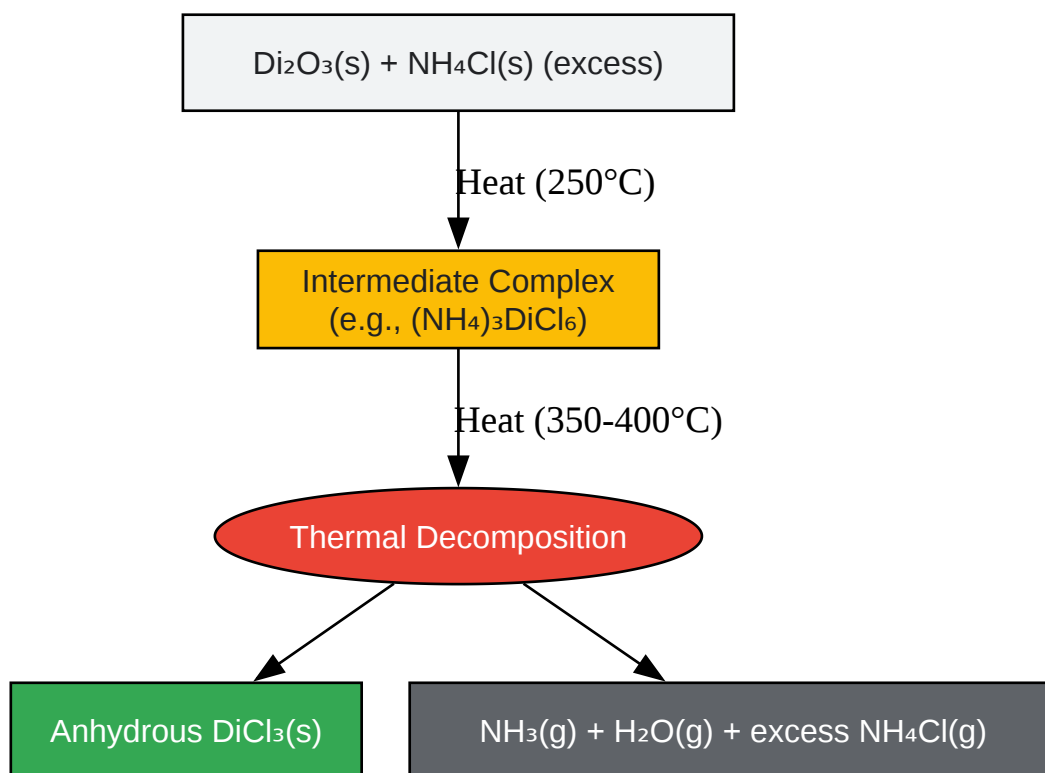 Di₂O₃(s) + NH₄Cl(s) (excess)
Heat (250°C)
Intermediate Complex
(e.g., (NH₄)₃DiCl₆)
Heat (350-400°C)
Thermal Decomposition
Anhydrous DiCl₃(s)
NH₃(g) + H₂O(g) + excess NH₄Cl(g)